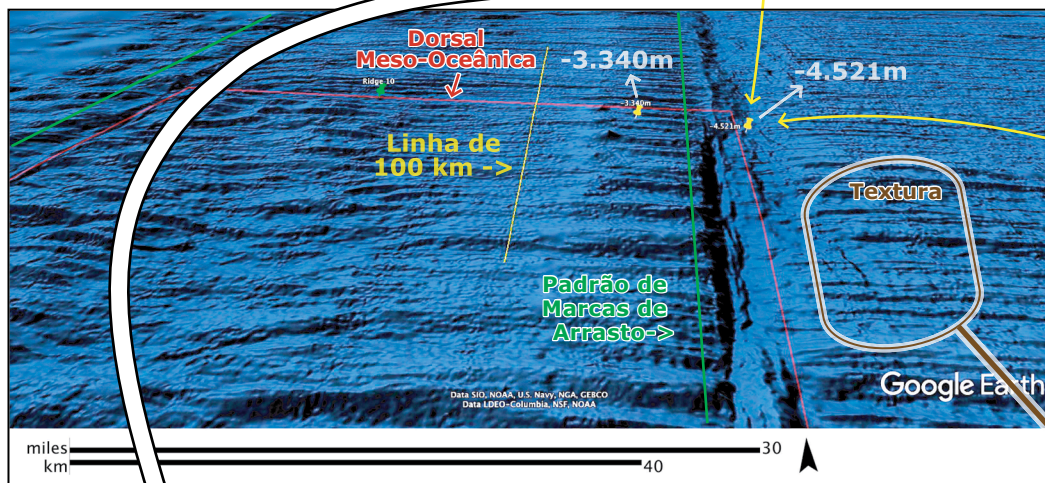 Dorsal
Meso-Oceânica
Ridge 10
-3.340m
-4.521m
-3.340m
-4.521m
Linha de
100 km ->
Textura
Padrão de
Marcas de
Arrasto->
Google Earth
Data SIO, NOAA, U.S. Navy, NGA, GEBCO
Data LDEO-Columbia, NSF, NOAA
miles 30
km 40